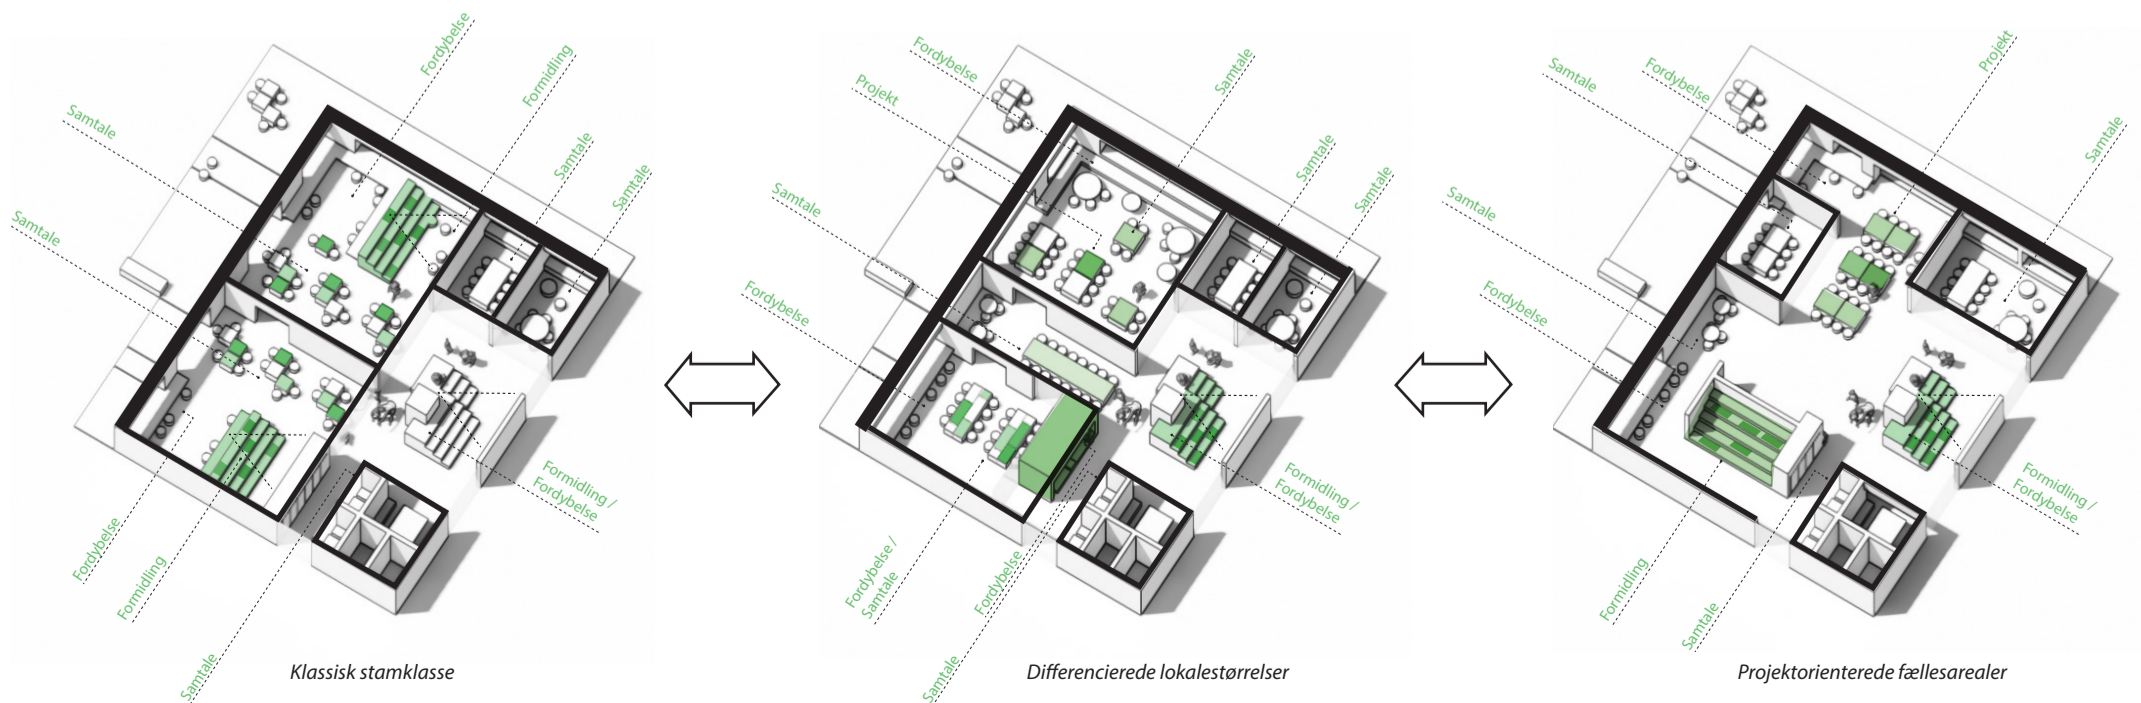 Fordybelse
Formidling
Samtale
Samtale
Samtale
Samtale
Formidling /
Fordybelse
Fordybelse
Formidling
Samtale
Klassisk stamklasse
Fordybelse
Projekt
Samtale
Samtale
Samtale
Samtale
Fordybelse
Formidling /
Fordybelse
Fordybelse /
Samtale
Fordybelse
Samtale
Differencierede lokalestørrelser
Samtale
Fordybelse
Projekt
Samtale
Samtale
Fordybelse
Formidling /
Fordybelse
Formidling
Samtale
Projektorienterede fællesarealer